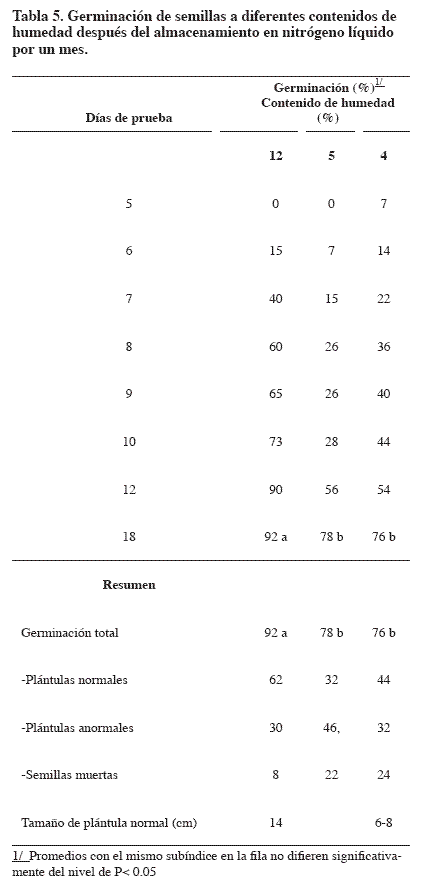 Tabla 5. Germinación de semillas a diferentes contenidos de
humedad después del almacenamiento en nitrógeno líquido
por un mes.
Germinación (%)1/
Días de prueba Contenido de humedad
(%)
12 5 4
5 0 0 7
6 15 7 14
7 40 15 22
8 60 26 36
9 65 26 40
10 73 28 44
12 90 56 54
18 92 a 78 b 76 b
Resumen
Germinación total 92 a 78 b 76 b
-Plántulas normales 62 32 44
-Plántulas anormales 30 46, 32
-Semillas muertas 8 22 24
Tamaño de plántula normal (cm) 14 6-8
1/ Promedios con el mismo subíndice en la fila no difieren significativa-
mente del nivel de P< 0.05